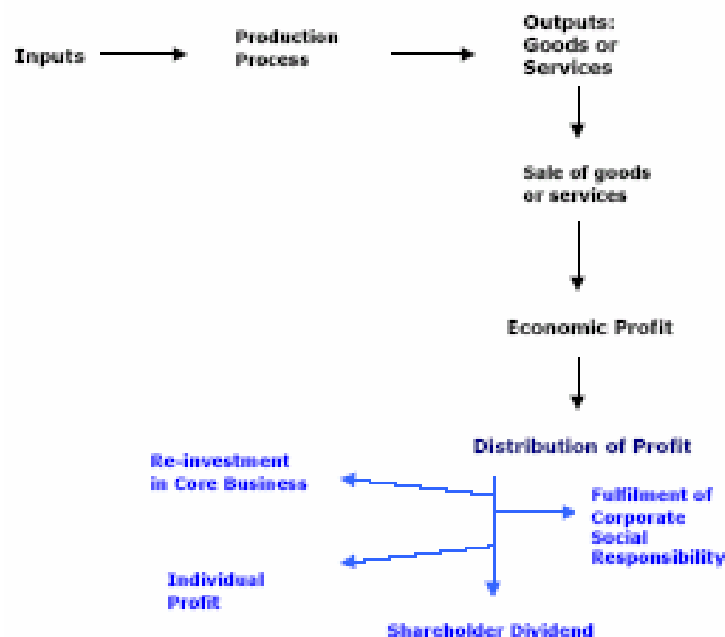 Inputs
Production
Process
Outputs:
Goods or
Services
Sale of goods
or services
Economic Profit
Distribution of Profit
Re-investment
in Core Business
Fulfilment of
Corporate
Social
Responsibility
Individual
Profit
Shareholder Dividend